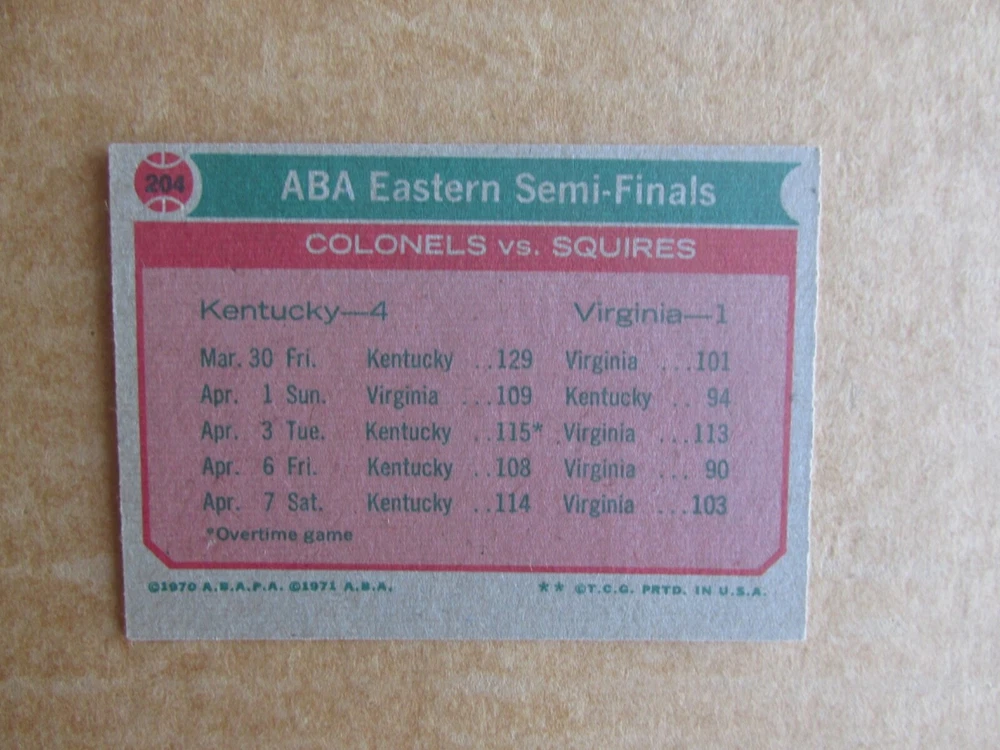 204
ABA Eastern Semi-Finals
COLONELS vs. SQUIRES
Kentucky—4 Virginia—1
Mar. 30 Fri. Kentucky ..129 Virginia ...101
Apr. 1 Sun. Virginia ...109 Kentucky .. 94
Apr. 3 Tue. Kentucky ..115* Virginia ...113
Apr. 6 Fri. Kentucky ..108 Virginia ... 90
Apr. 7 Sat. Kentucky ..114 Virginia ...103
*Overtime game
©1970 A.B.A.P.A. ©1971 A.B.A. ** ©T.C.G. PRTD. IN U.S.A.